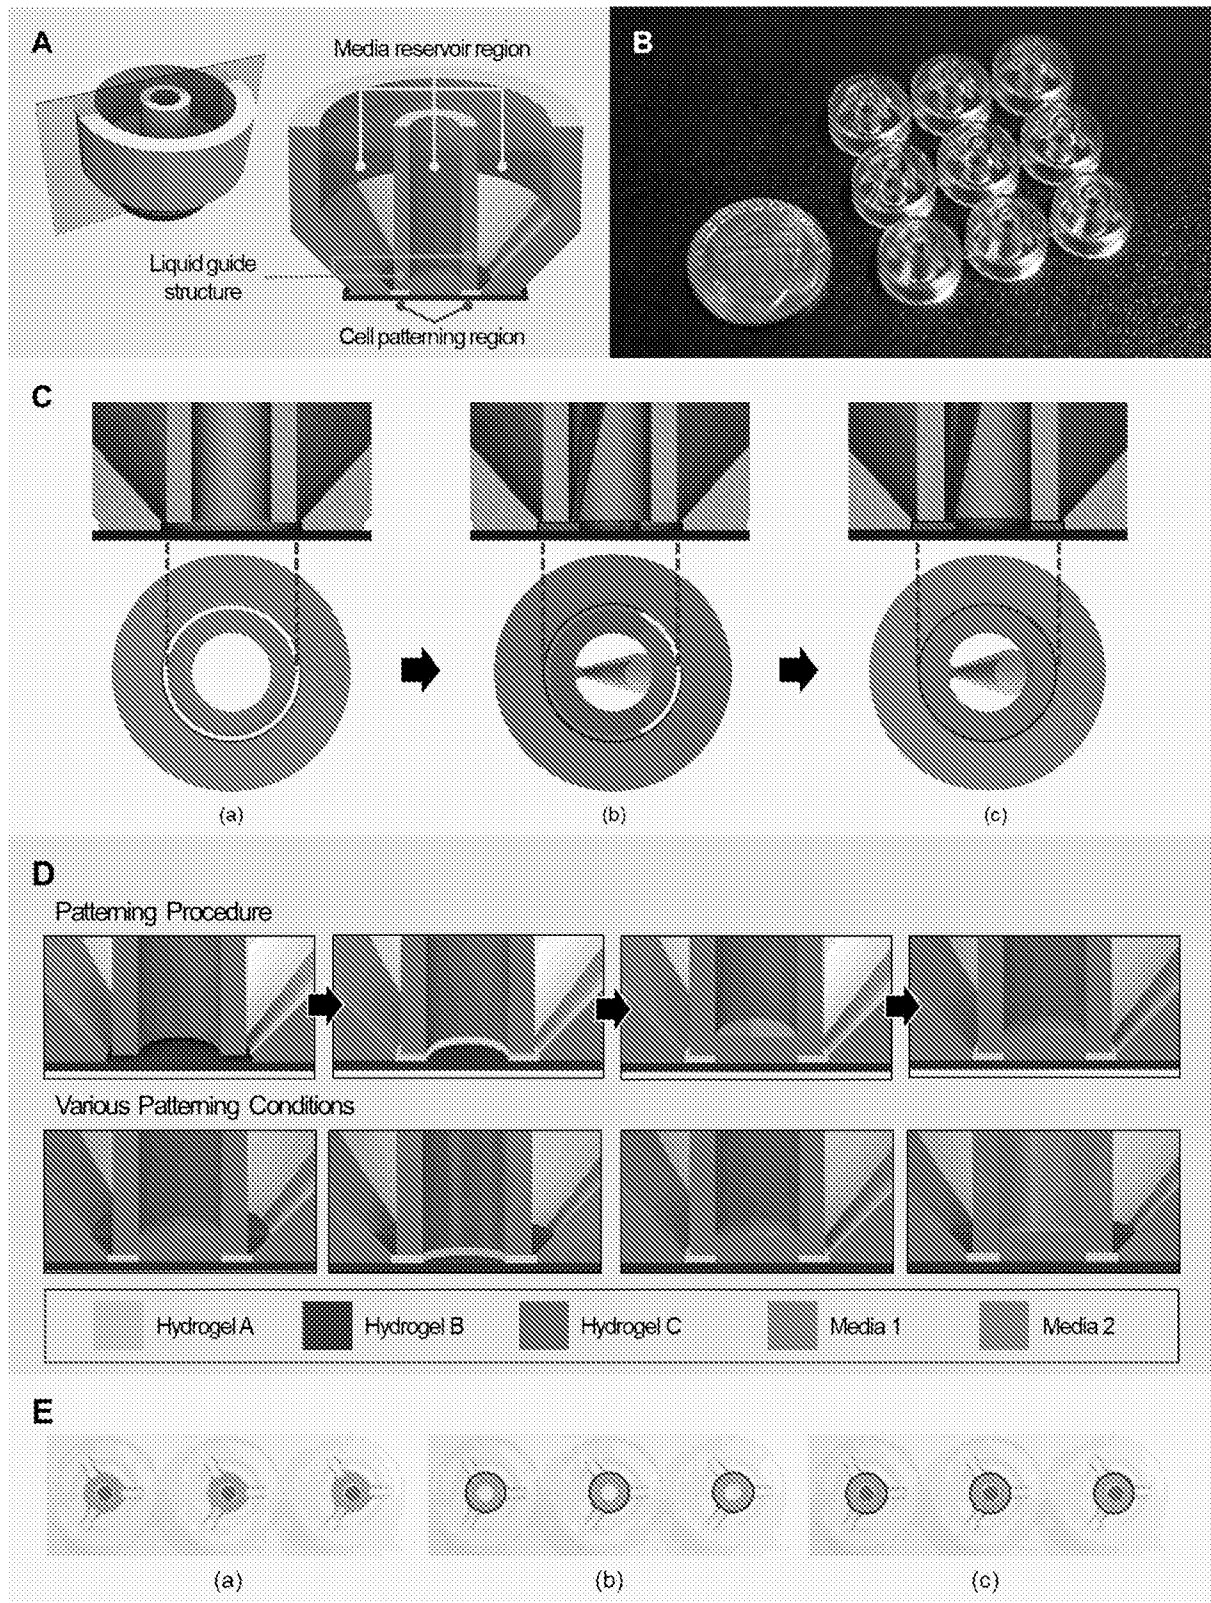 A
Media reservoir region
B
Liquid guide
structure
Cell patterning region
C
(a)
(b)
(c)
D
Patterning Procedure
Various Patterning Conditions
Hydrogel A
Hydrogel B
Hydrogel C
Media 1
Media 2
E
(a)
(b)
(c)